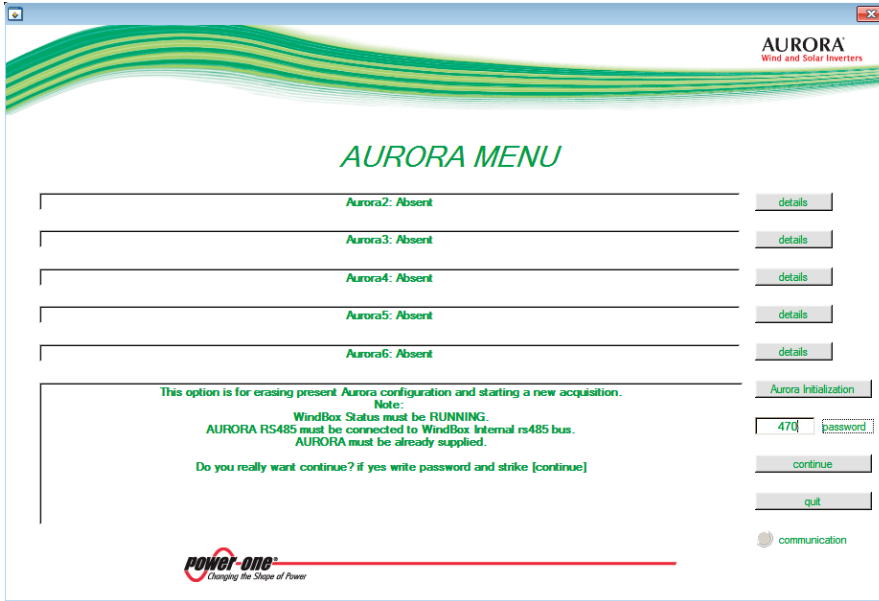 AURORA
Wind and Solar Inverters
AURORA MENU
Aurora2: Absent
details
Aurora3: Absent
details
Aurora4: Absent
details
Aurora5: Absent
details
Aurora6: Absent
details
This option is for erasing present Aurora configuration and starting a new acquisition.
Note:
WindBox Status must be RUNNING.
AURORA RS485 must be connected to WindBox Internal rs485 bus.
AURORA must be already supplied.
Do you really want continue? if yes write password and strike [continue]
Aurora Initialization
470 password
continue
quit
communication
power-one
Changing the Shape of Power